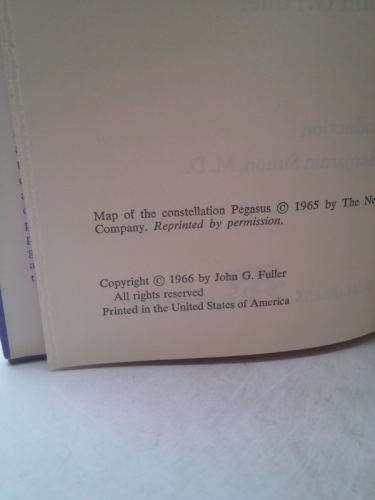 Map of the constellation Pegasus © 1965 by The
Company. Reprinted by permission.
Copyright © 1966 by John G. Fuller
All rights reserved
Printed in the United States of America